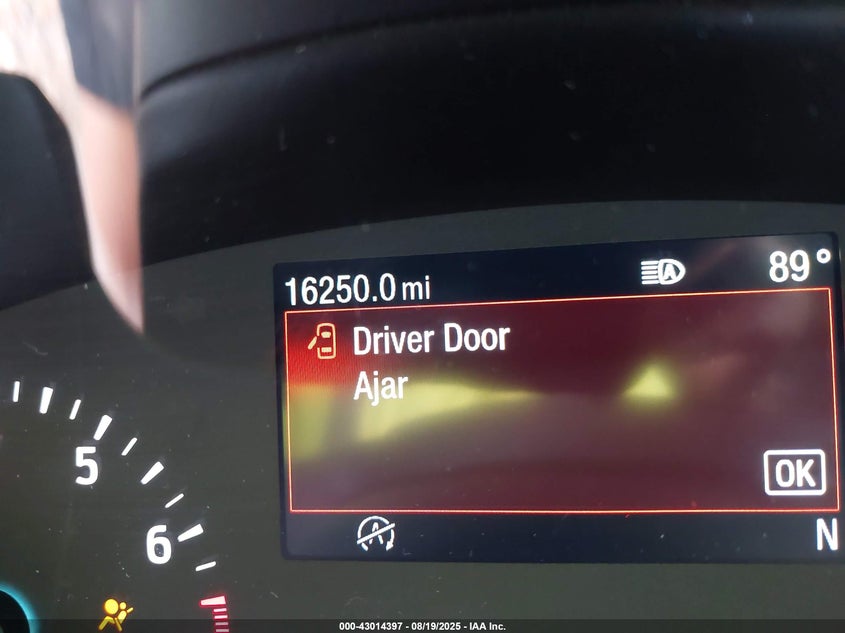 16250.0 mi
A
89°
Driver Door
Ajar
OK
5
6
A
N
000-43014397 - 08/19/2025 - IAA Inc.